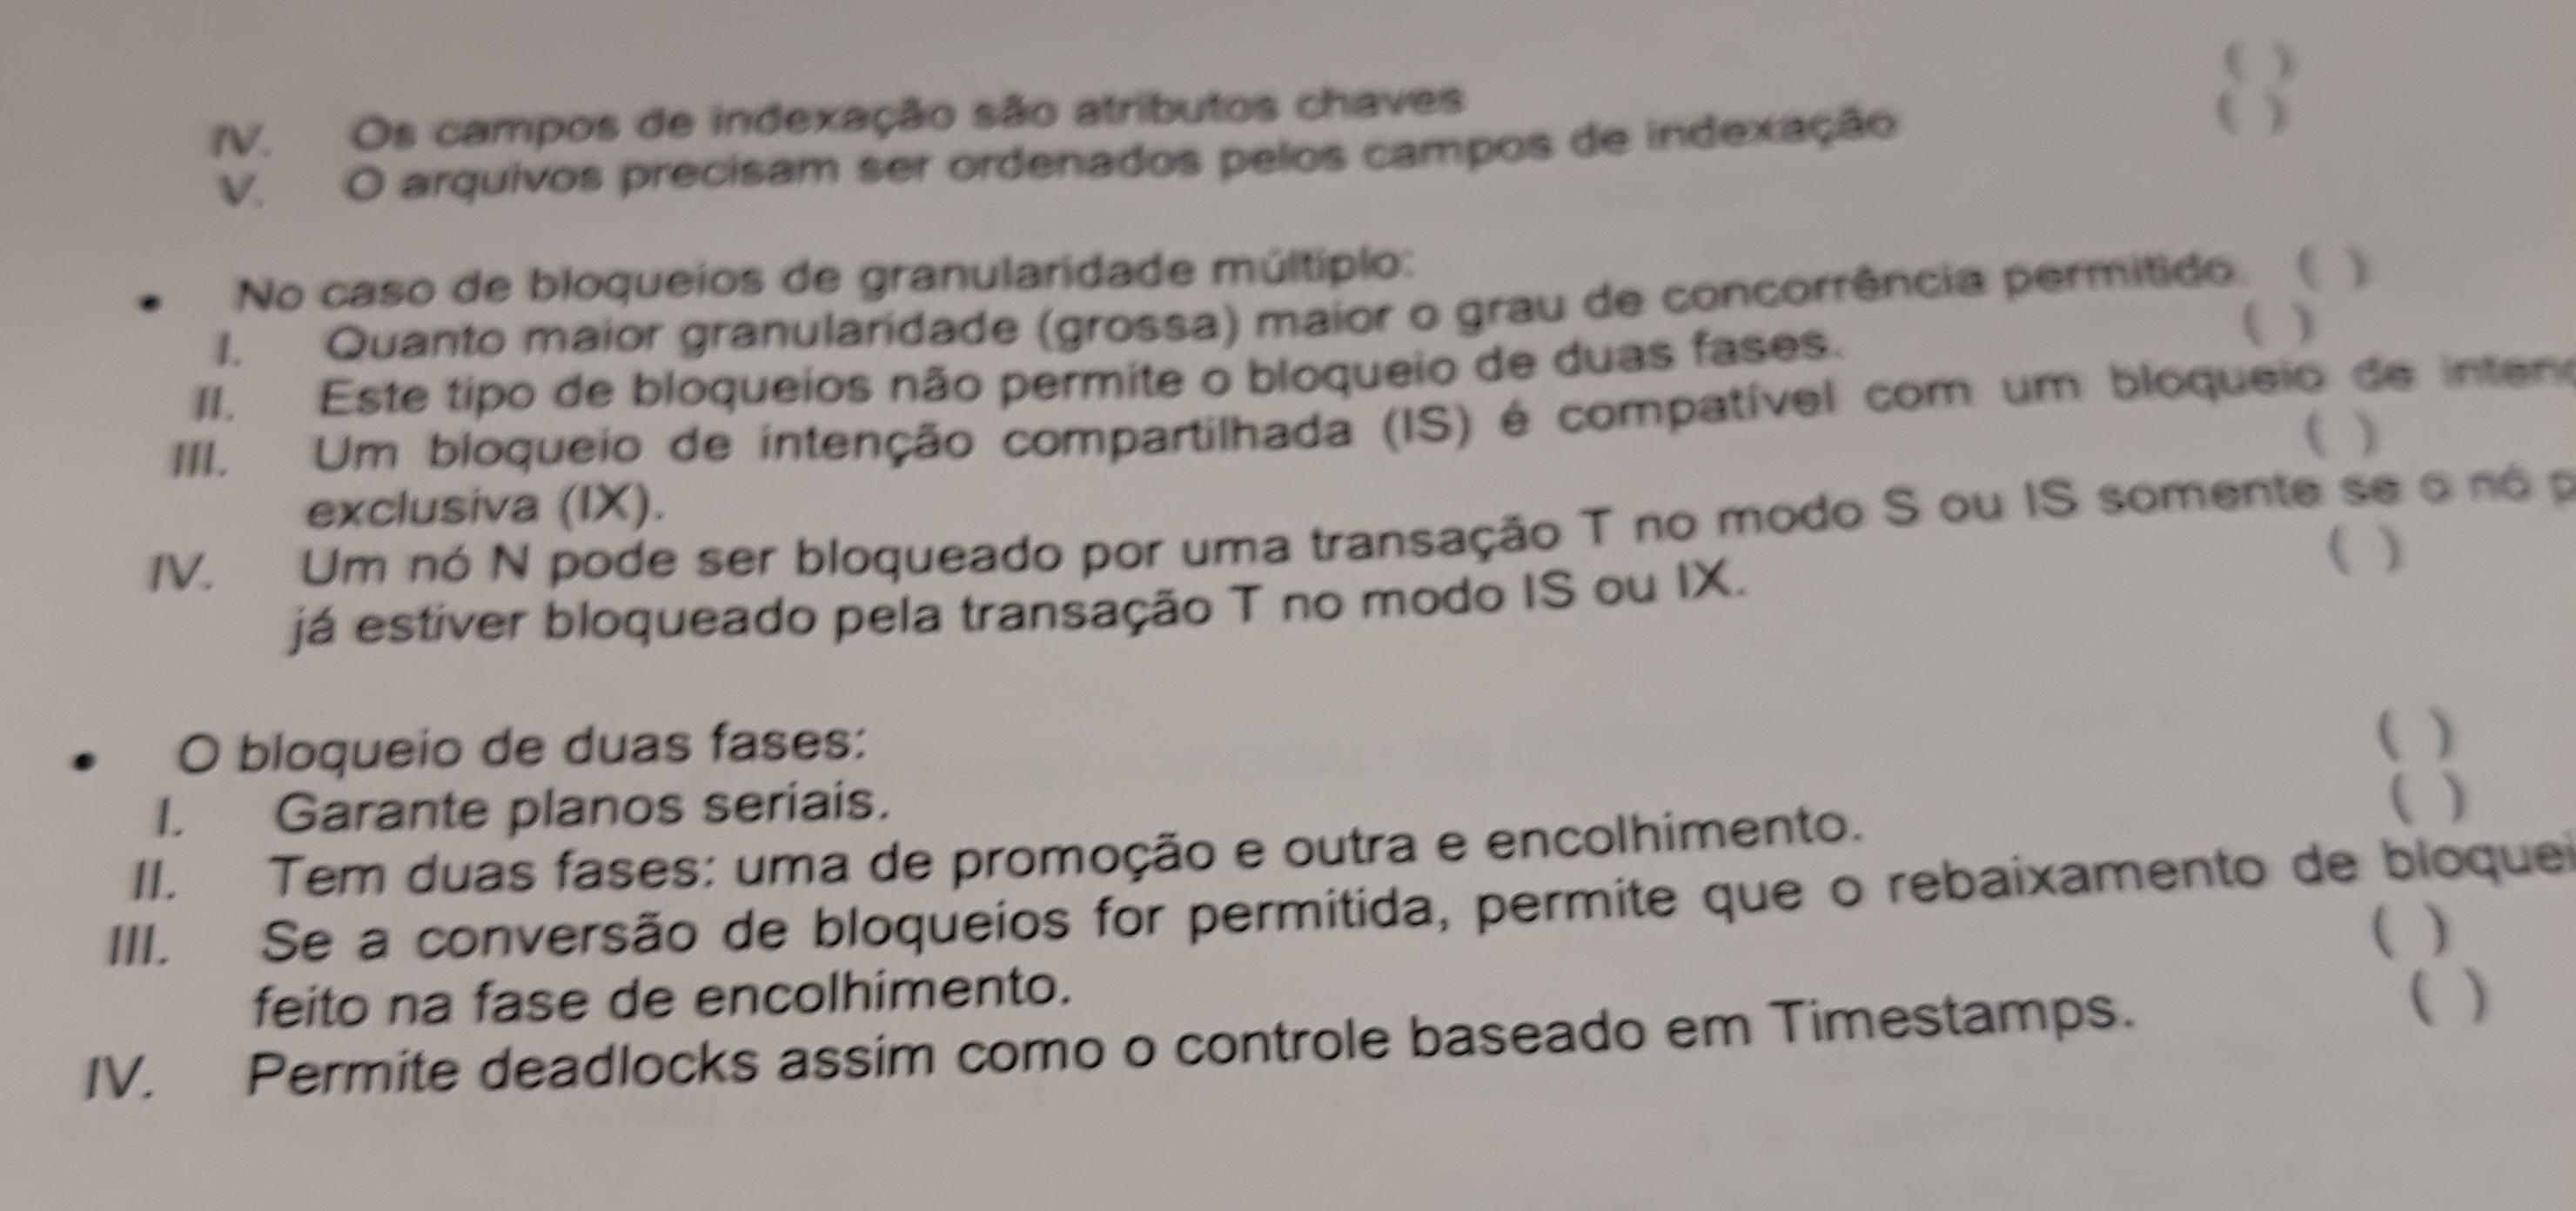 IV. Os campos de indexação são atributos chaves ( )
V. O arquivos precisam ser ordenados pelos campos de indexação ( )
• No caso de bloqueios de granularidade múltiplo:
I. Quanto maior granularidade (grossa) maior o grau de concorrência permitido. ( )
II. Este tipo de bloqueios não permite o bloqueio de duas fases. ( )
III. Um bloqueio de intenção compartilhada (IS) é compatível com um bloqueio de
exclusiva (IX). ( )
IV. Um nó N pode ser bloqueado por uma transação T no modo S ou IS somente se o nó
já estiver bloqueado pela transação T no modo IS ou IX. ( )
• O bloqueio de duas fases:
I. Garante planos seriais. ( )
II. Tem duas fases: uma de promoção e outra e encolhimento. ( )
III. Se a conversão de bloqueios for permitida, permite que o rebaixamento de
feito na fase de encolhimento. ( )
IV. Permite deadlocks assim como o controle baseado em Timestamps. ( )